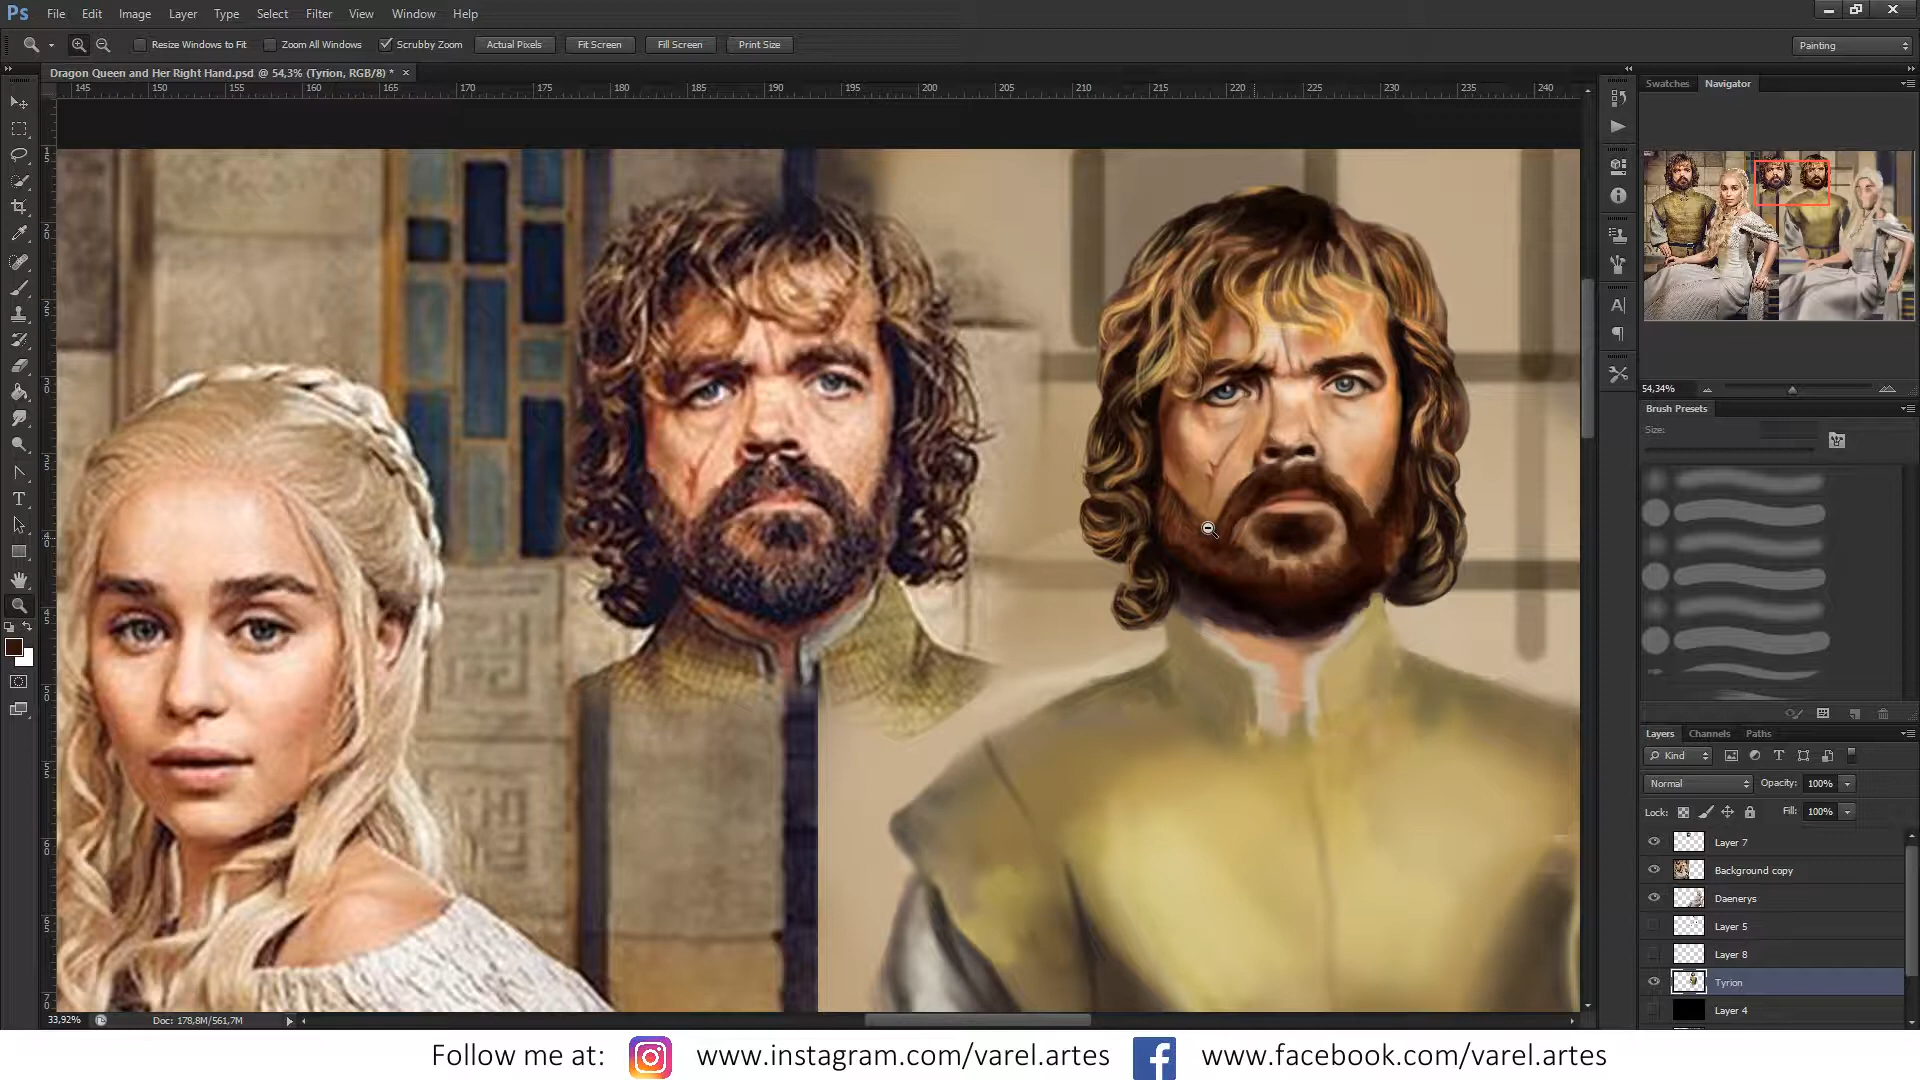 Ps File Edit Image Layer Type Select Filter Extras View Window Help
Resize Windows to Fit Zoom All Windows Scrubby Zoom Actual Pixels Fit Screen Fill Screen Print Size Painting
Dragon Queen and Her Right Hand.psd @ 54,3% (Tyrion, RGB/8) * ×
Swatches Navigator
145 150 155 160 165 170 175 180 185 190 195 200 205 210 215 220 225 230 235 240
54,34%
Brush Presets
Size:
Layers Channels Paths
Kind
Normal Opacity: 100%
Lock: Fill: 100%
Layer 7
Background copy
Daenerys
Layer 5
Layer 8
Tyrion
Layer 4
33,92% Doc: 178,8M/561,7M
Follow me at: www.instagram.com/varel.artes www.facebook.com/varel.artes